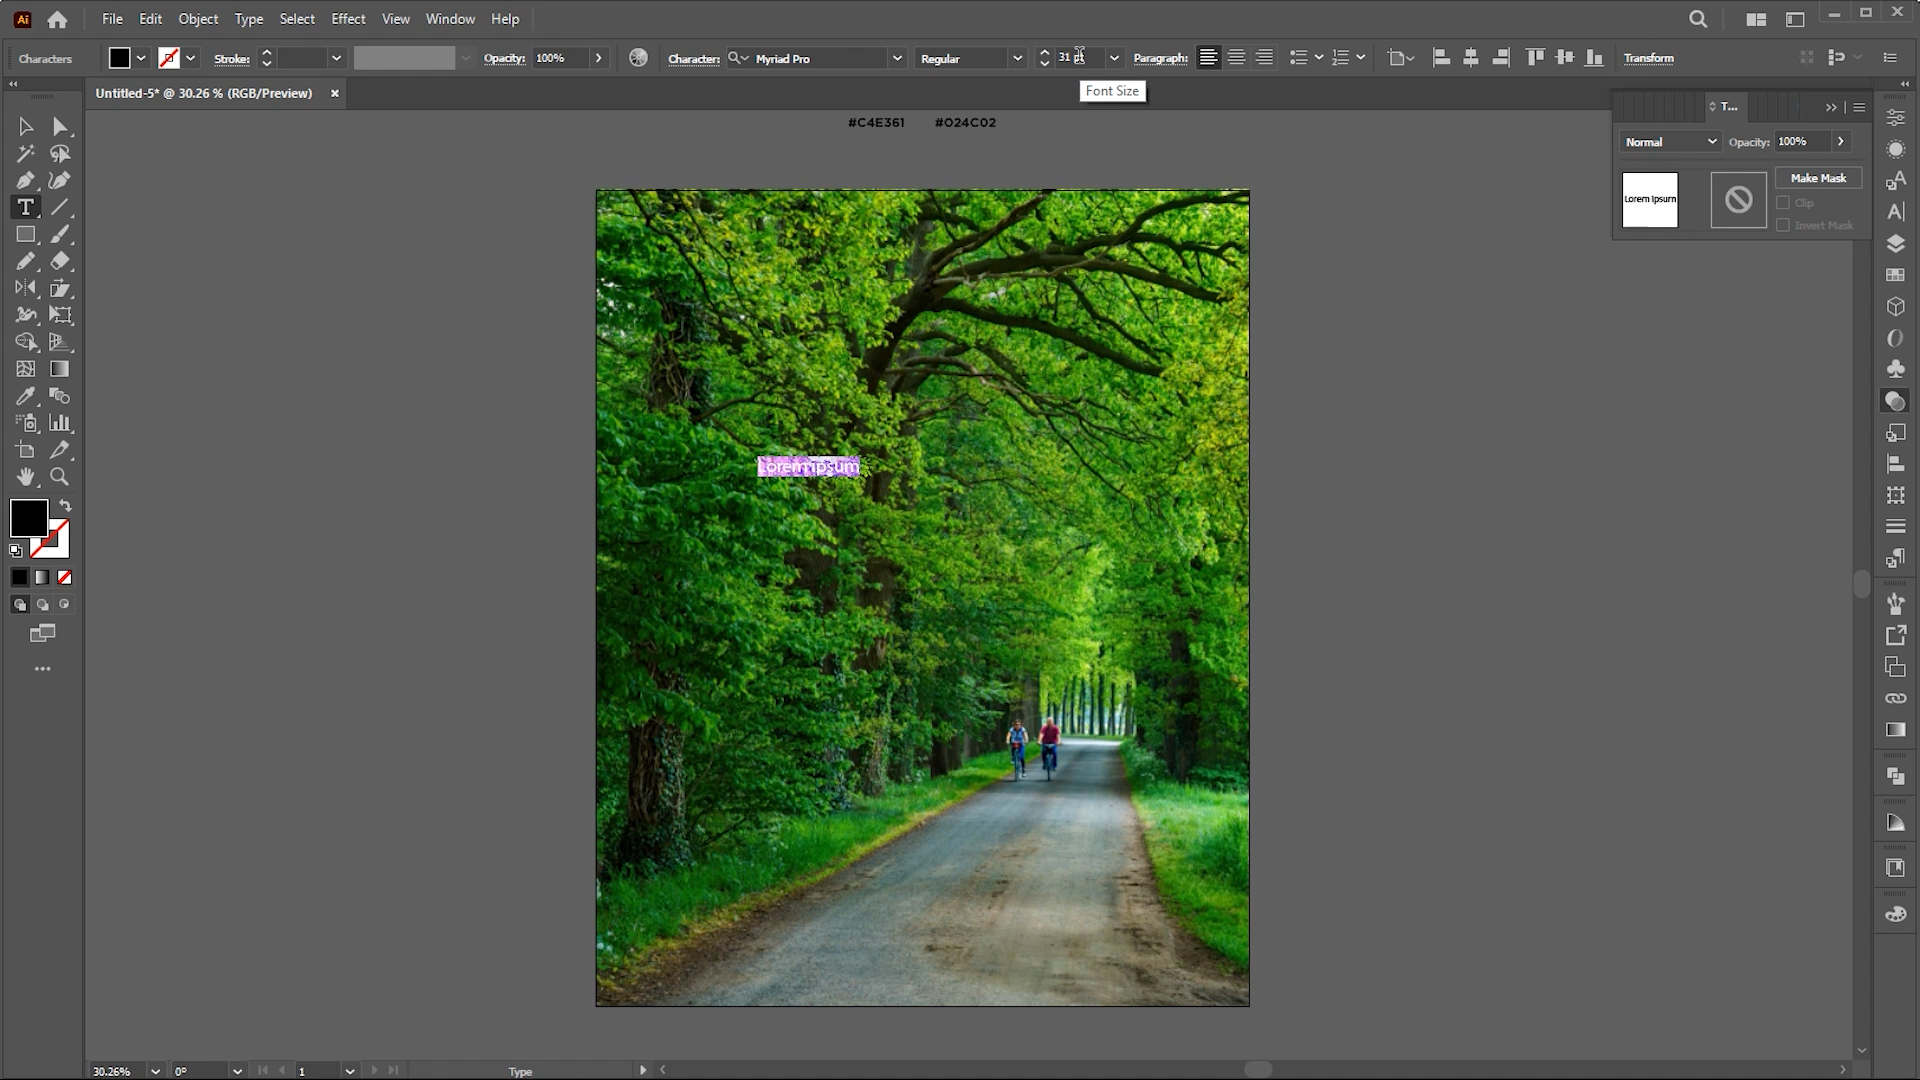 Ai File Edit Object Type Select Effect View Window Help
Characters Stroke: Opacity: 100% Character: Myriad Pro Regular 31 pt Paragraph: Transform
Untitled-5* @ 30.26 % (RGB/Preview) ×
Font Size
#C4E361 #024C02
T...
Normal Opacity: 100%
Make Mask
Lorem ipsum
Clip
Invert Mask
Lorem ipsum
30.26% 0° 1 Type